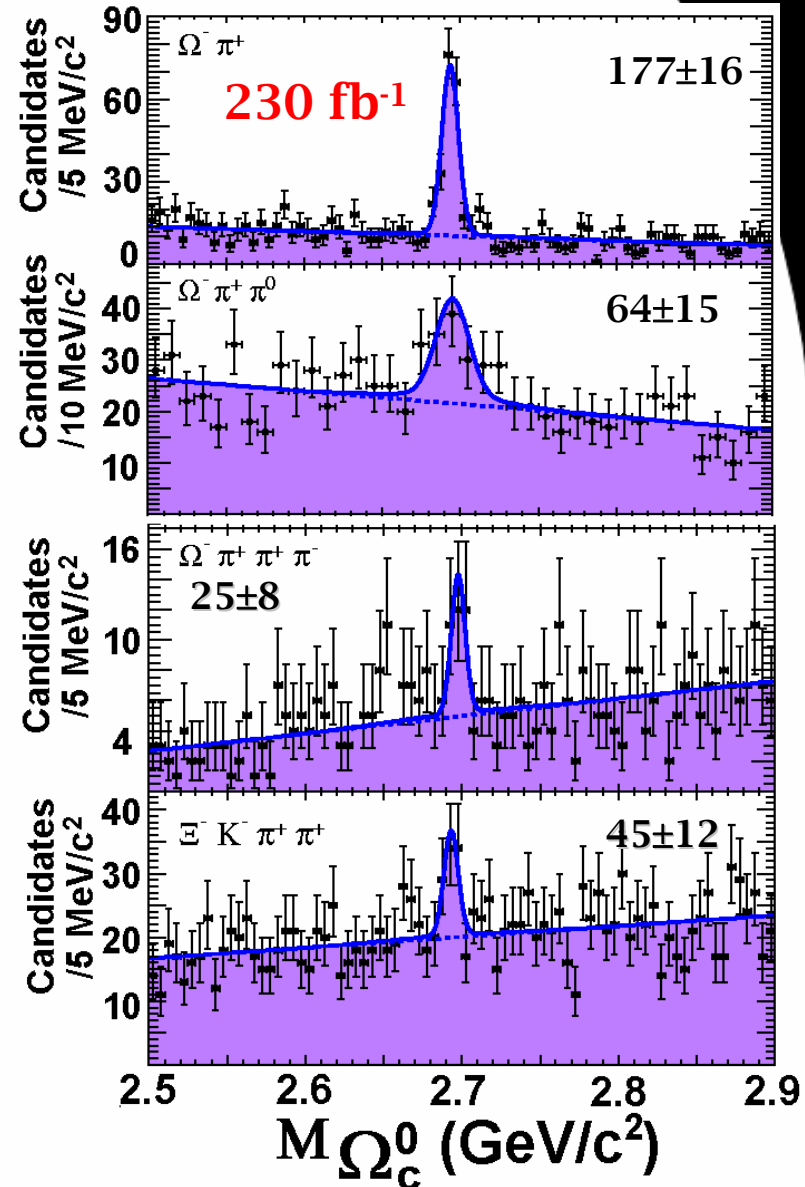 Candidates
/5 MeV/c²
90
60
30
0
Ω⁻ π⁺
230 fb⁻¹
177±16
Candidates
/10 MeV/c²
40
30
20
10
Ω⁻ π⁺ π⁰
64±15
Candidates
/5 MeV/c²
16
10
4
Ω⁻ π⁺ π⁺ π⁻
25±8
Candidates
/5 MeV/c²
40
30
20
10
Ξ⁻ K⁻ π⁺ π⁺
45±12
2.5 2.6 2.7 2.8 2.9
M Ω_c⁰ (GeV/c²)